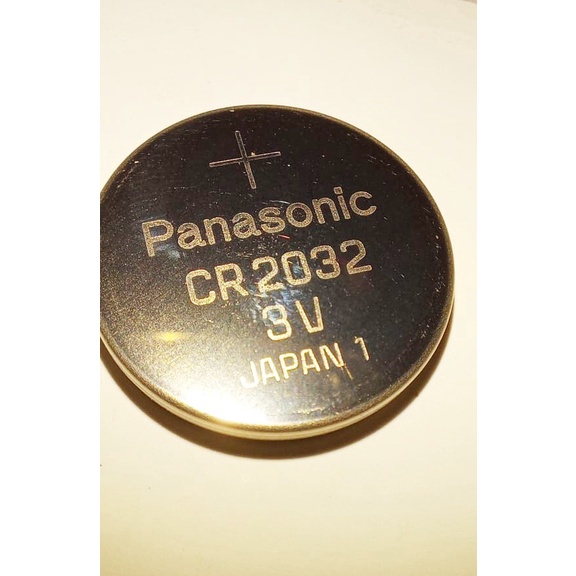 +
Panasonic
CR2032
3V
JAPAN 1